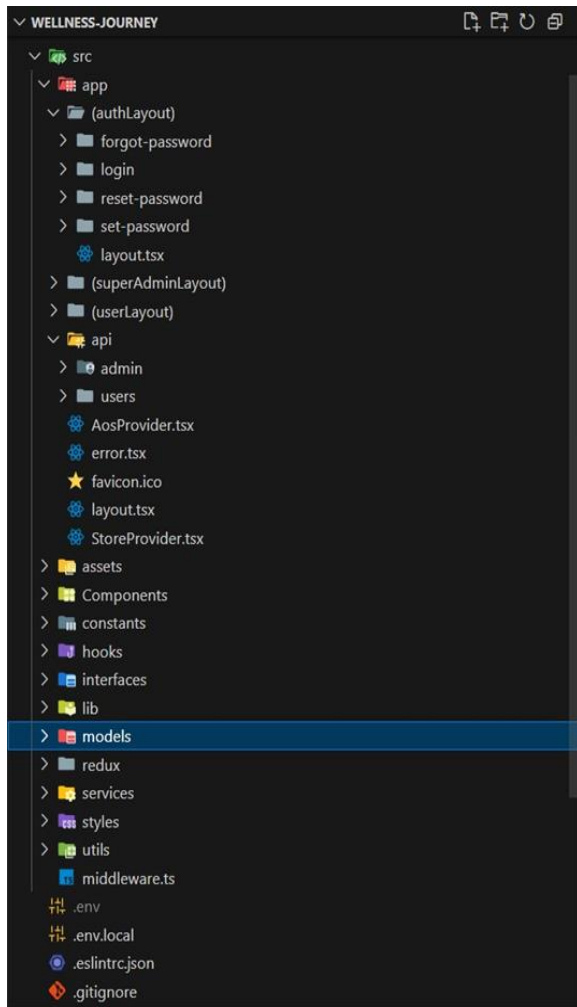 WELLNESS-JOURNEY
src
app
(authLayout)
forgot-password
login
reset-password
set-password
layout.tsx
(superAdminLayout)
(userLayout)
api
admin
users
AosProvider.tsx
error.tsx
favicon.ico
layout.tsx
StoreProvider.tsx
assets
Components
constants
hooks
interfaces
lib
models
redux
services
styles
utils
middleware.ts
.env
.env.local
.eslintrc.json
.gitignore